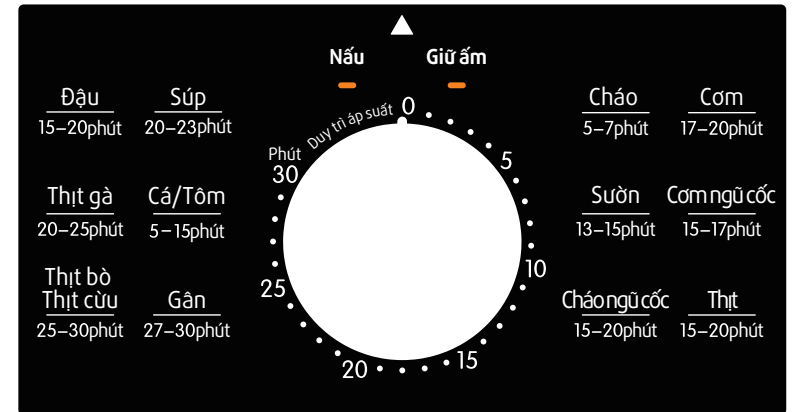 Nấu
Giữ ấm
Đậu
15–20phút
Súp
20–23phút
Thịt gà
20–25phút
Cá/Tôm
5–15phút
Thịt bò
Thịt cừu
25–30phút
Gân
27–30phút
Duy trì áp suất
Phút
0
5
10
15
20
25
30
Cháo
5–7phút
Cơm
17–20phút
Sườn
13–15phút
Cơm ngũ cốc
15–17phút
Cháo ngũ cốc
15–20phút
Thịt
15–20phút